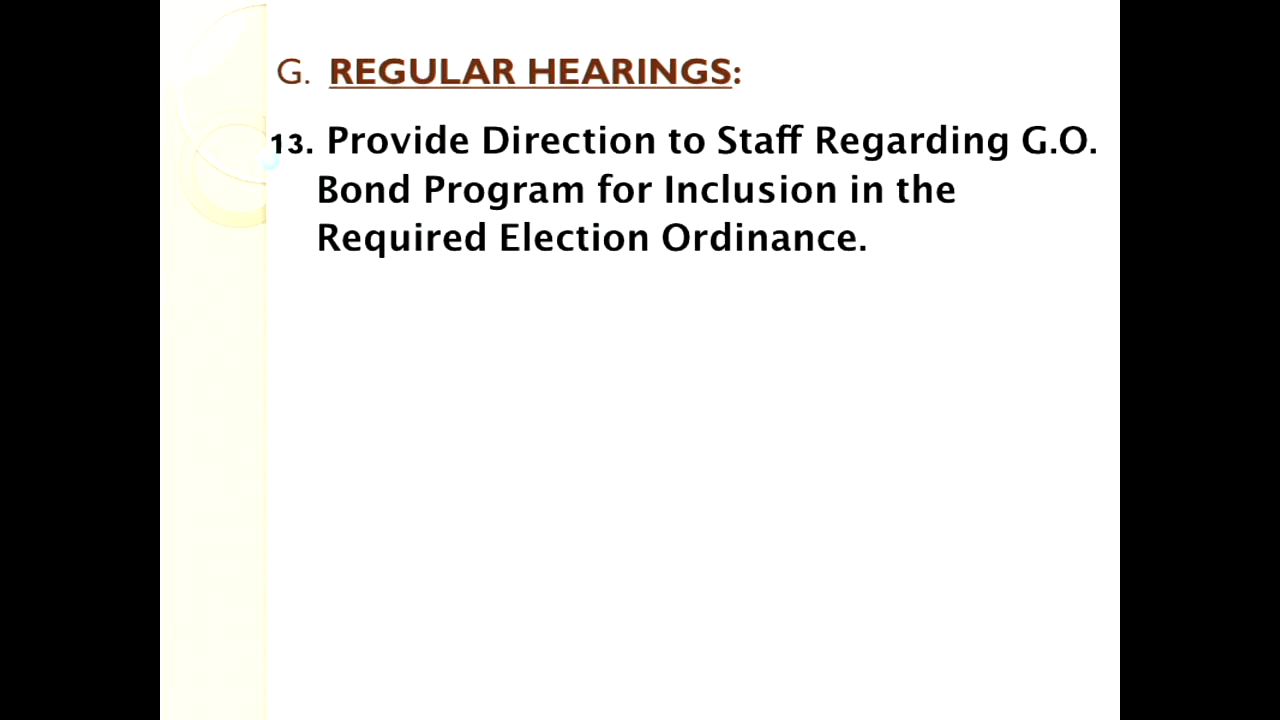 G. REGULAR HEARINGS:
13. Provide Direction to Staff Regarding G.O.
Bond Program for Inclusion in the
Required Election Ordinance.